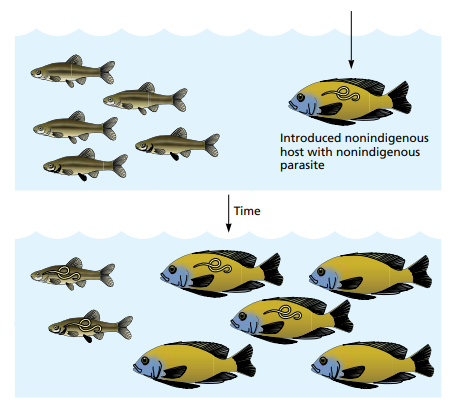 Introduced nonindigenous
host with nonindigenous
parasite
Time